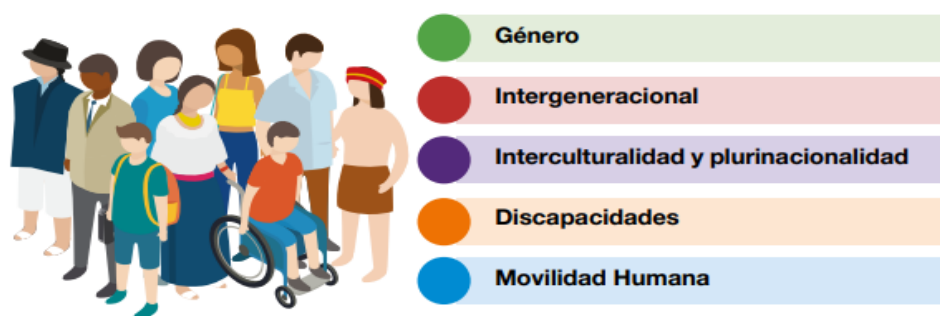 Género
Intergeneracional
Interculturalidad y plurinacionalidad
Discapacidades
Movilidad Humana